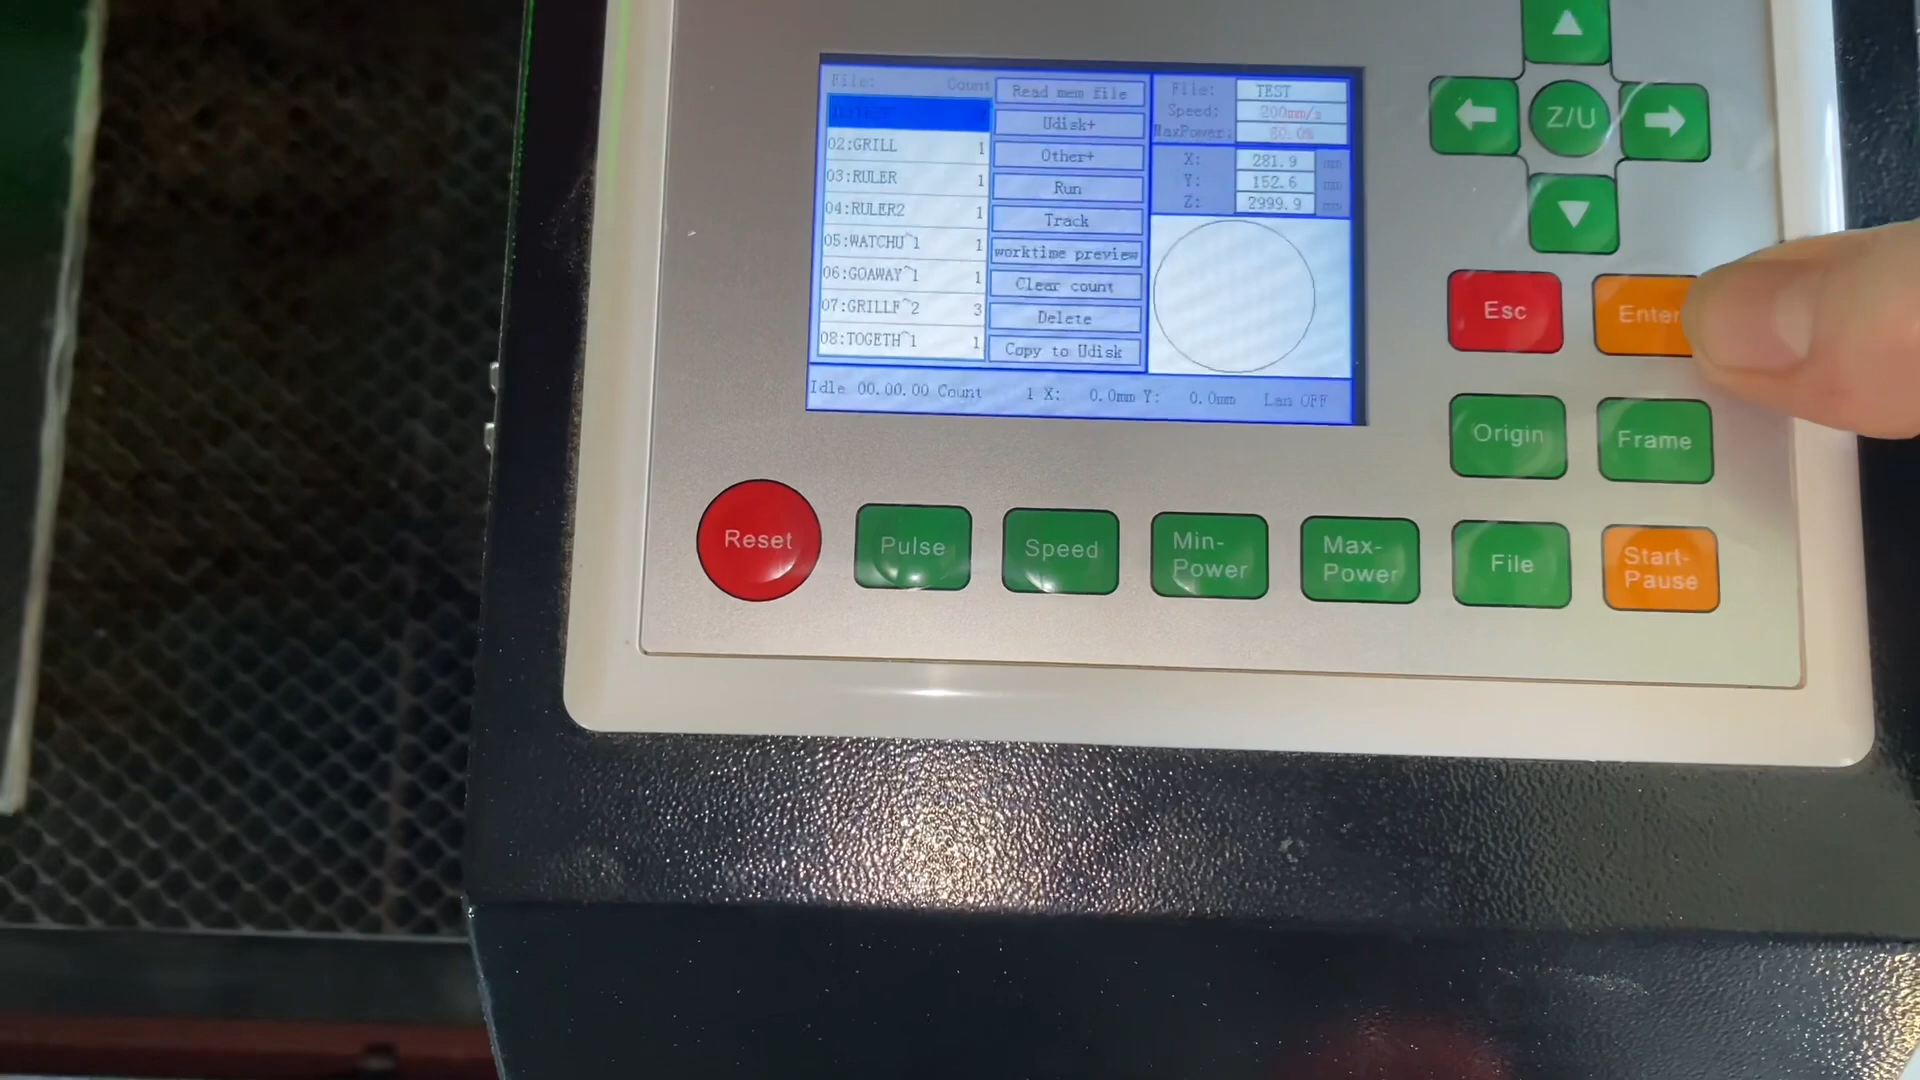 File: Count
02:GRILL 1
03:RULER 1
04:RULER2 1
05:WATCHU~1 1
06:GOAWAY~1 1
07:GRILLF~2 3
08:TOGETH~1 1
Read mem file
Udisk+
Other+
Run
Track
worktime preview
Clear count
Delete
Copy to Udisk
File: TEST
Speed: 200mm/s
MaxPower: 80.0%
X: 281.9 mm
Y: 152.6 mm
Z: 2999.9 mm
Idle 00.00.00 Count 1 X: 0.0mm Y: 0.0mm Lan OFF
Z/U
Esc
Enter
Origin
Frame
Reset
Pulse
Speed
Min-
Power
Max-
Power
File
Start-
Pause